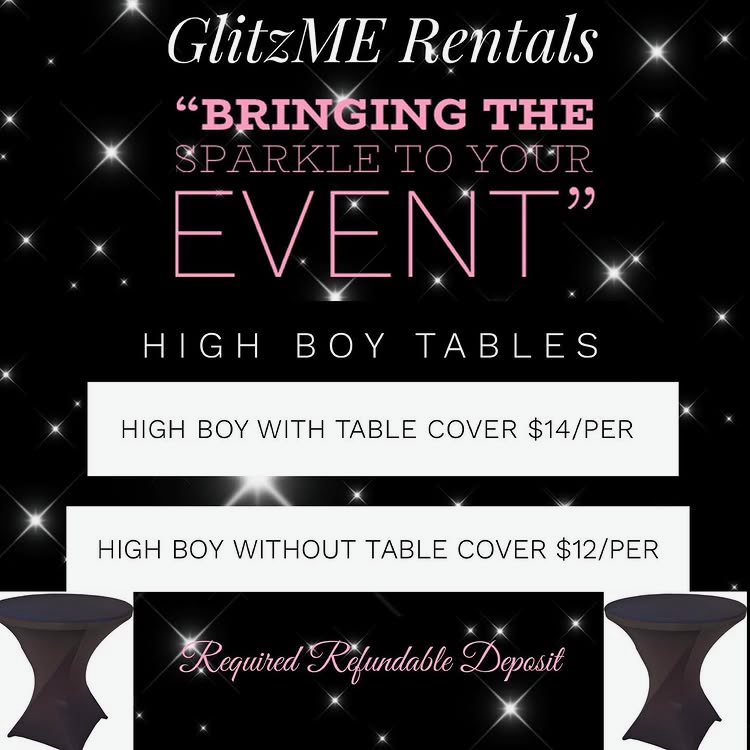 GlitzME Rentals
“BRINGING THE
SPARKLE TO YOUR
EVENT”
HIGH BOY TABLES
HIGH BOY WITH TABLE COVER $14/PER
HIGH BOY WITHOUT TABLE COVER $12/PER
Required Refundable Deposit